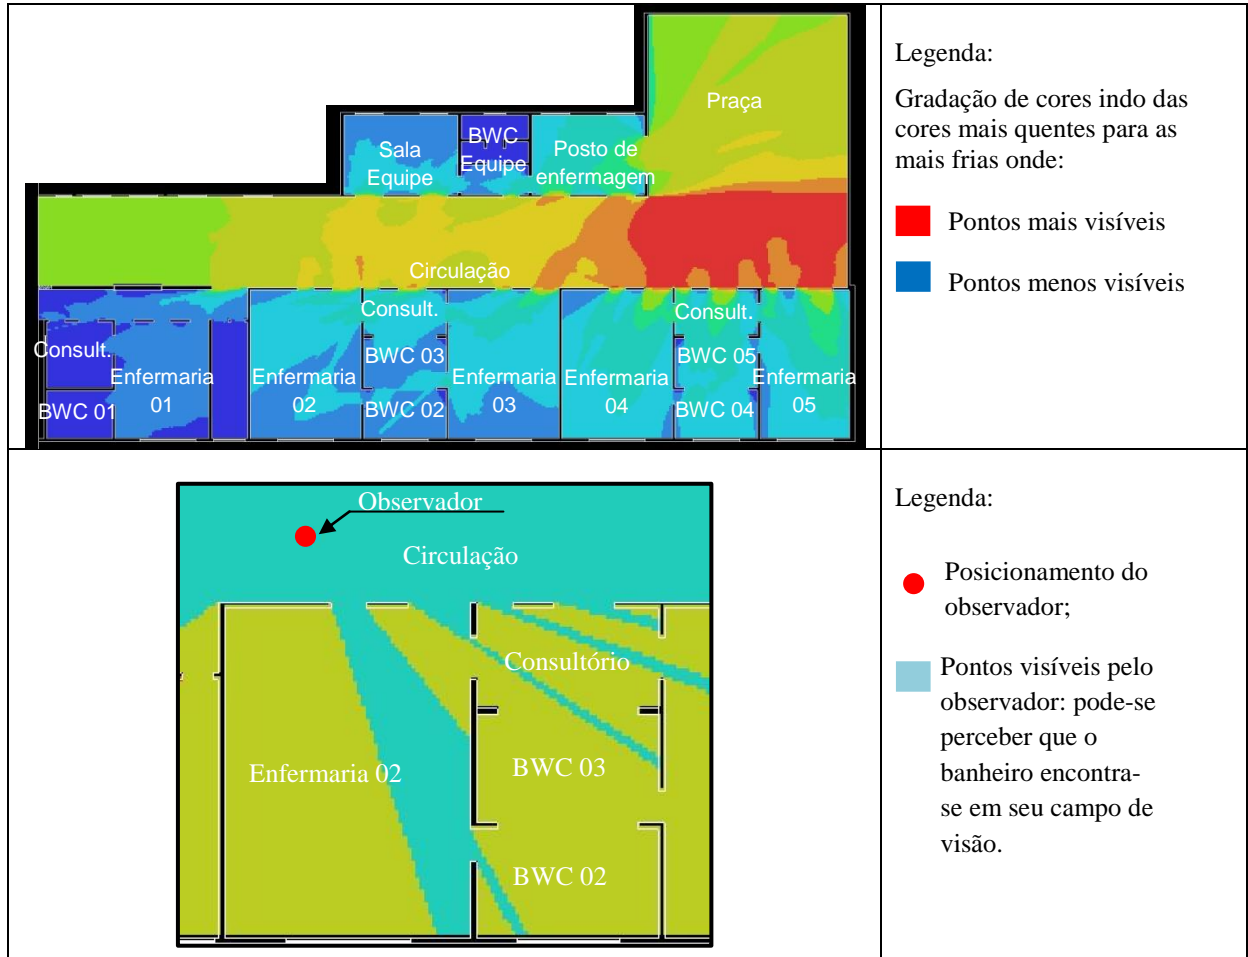 Praça
BWC
Equipe
Sala
Equipe
Posto de
enfermagem
Circulação
Consult.
Consult.
Consult.
BWC 03
BWC 05
Enfermaria
01
Enfermaria
02
Enfermaria
03
Enfermaria
04
Enfermaria
05
BWC 01
BWC 02
BWC 04
Legenda:
Gradação de cores indo das
cores mais quentes para as
mais frias onde:
Pontos mais visíveis
Pontos menos visíveis
Observador
Circulação
Consultório
Enfermaria 02
BWC 03
BWC 02
Legenda:
Posicionamento do
observador;
Pontos visíveis pelo
observador: pode-se
perceber que o
banheiro encontra-
se em seu campo de
visão.